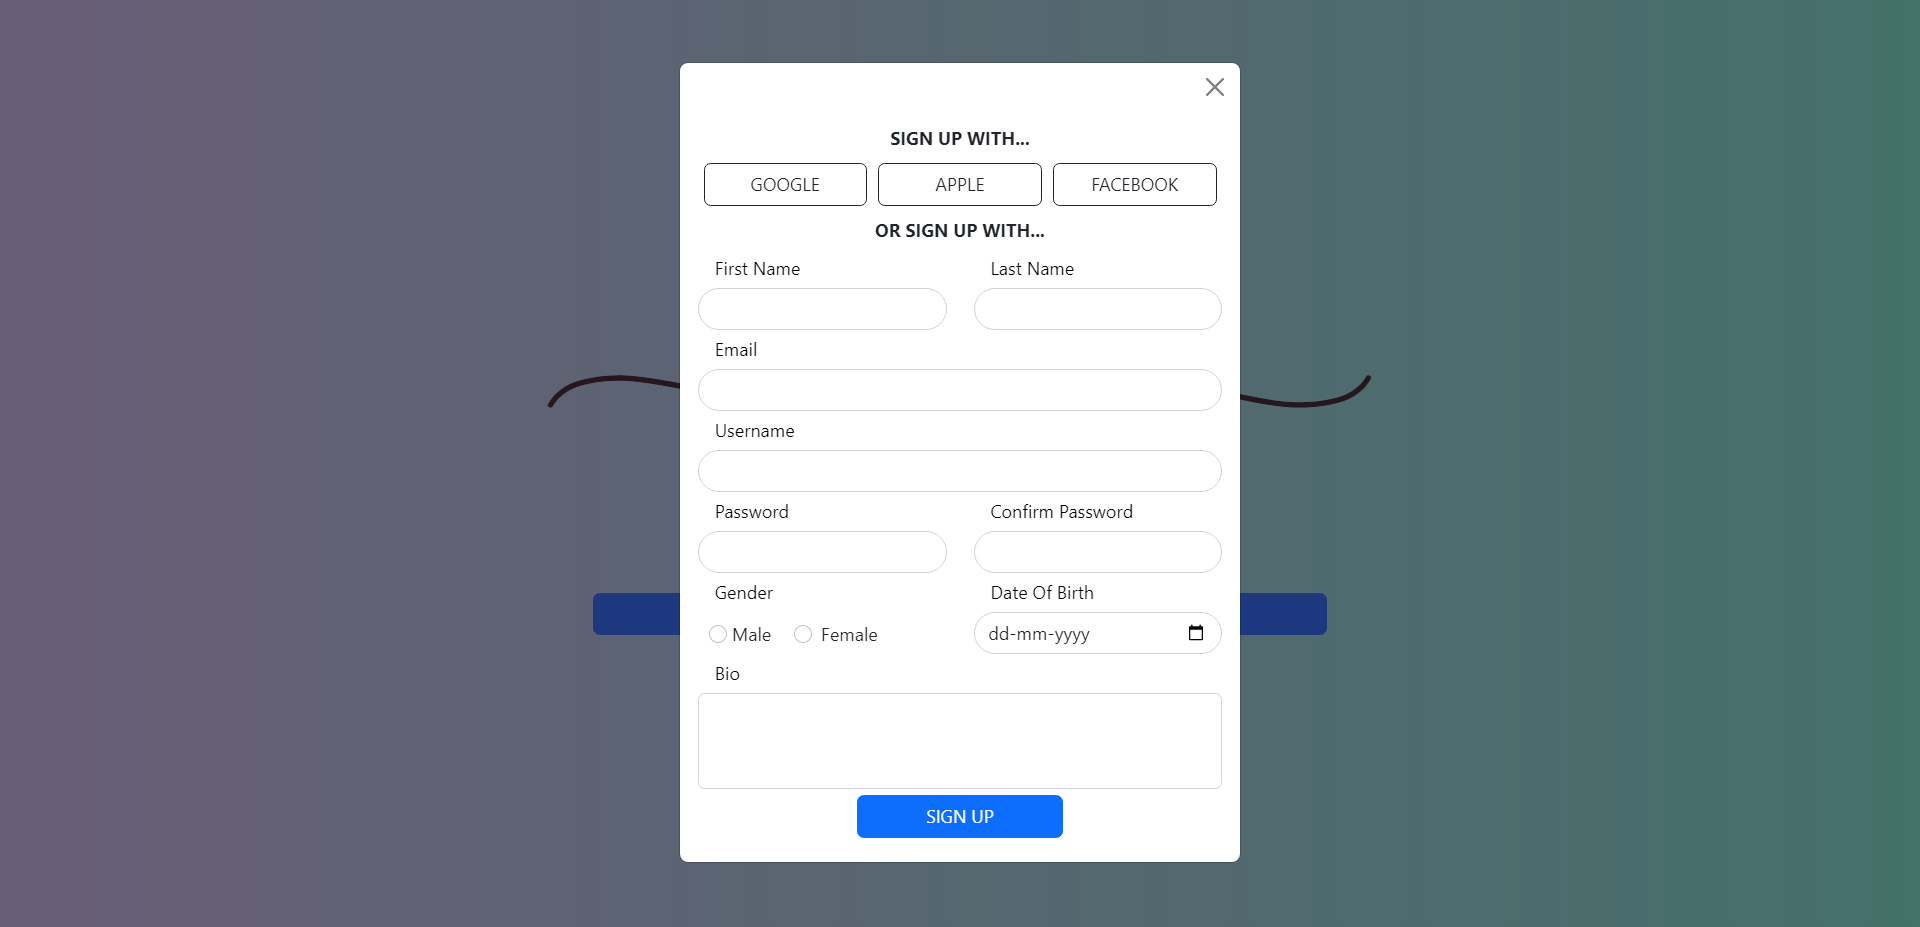 SIGN UP WITH...
GOOGLE APPLE FACEBOOK
OR SIGN UP WITH...
First Name Last Name
Email
Username
Password Confirm Password
Gender Date Of Birth
Male Female dd-mm-yyyy
Bio
SIGN UP